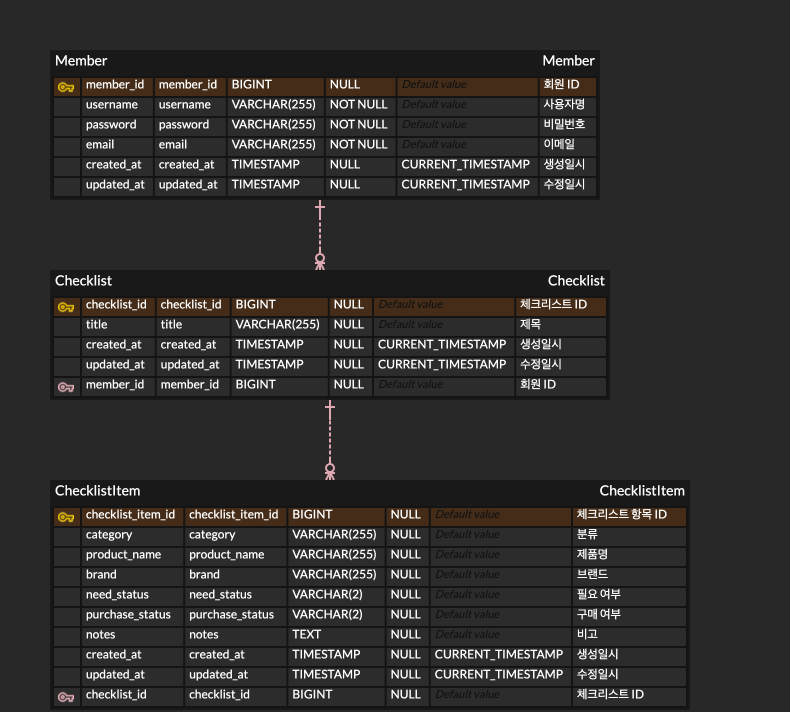 Member Member
member_id member_id BIGINT NULL Default value 회원 ID
username username VARCHAR(255) NOT NULL Default value 사용자명
password password VARCHAR(255) NOT NULL Default value 비밀번호
email email VARCHAR(255) NOT NULL Default value 이메일
created_at created_at TIMESTAMP NULL CURRENT_TIMESTAMP 생성일시
updated_at updated_at TIMESTAMP NULL CURRENT_TIMESTAMP 수정일시
Checklist Checklist
checklist_id checklist_id BIGINT NULL Default value 체크리스트 ID
title title VARCHAR(255) NULL Default value 제목
created_at created_at TIMESTAMP NULL CURRENT_TIMESTAMP 생성일시
updated_at updated_at TIMESTAMP NULL CURRENT_TIMESTAMP 수정일시
member_id member_id BIGINT NULL Default value 회원 ID
ChecklistItem ChecklistItem
checklist_item_id checklist_item_id BIGINT NULL Default value 체크리스트 항목 ID
category category VARCHAR(255) NULL Default value 분류
product_name product_name VARCHAR(255) NULL Default value 제품명
brand brand VARCHAR(255) NULL Default value 브랜드
need_status need_status VARCHAR(2) NULL Default value 필요 여부
purchase_status purchase_status VARCHAR(2) NULL Default value 구매 여부
notes notes TEXT NULL Default value 비고
created_at created_at TIMESTAMP NULL CURRENT_TIMESTAMP 생성일시
updated_at updated_at TIMESTAMP NULL CURRENT_TIMESTAMP 수정일시
checklist_id checklist_id BIGINT NULL Default value 체크리스트 ID